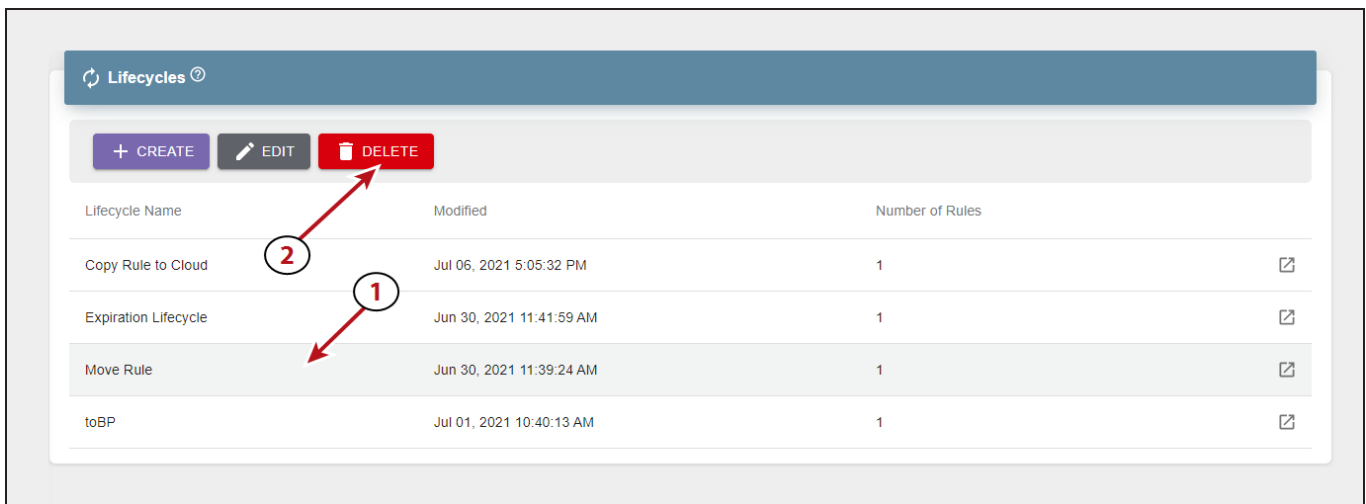 Lifecycles ?
+ CREATE EDIT DELETE
Lifecycle Name Modified Number of Rules
2
Copy Rule to Cloud Jul 06, 2021 5:05:32 PM 1
1
Expiration Lifecycle Jun 30, 2021 11:41:59 AM 1
Move Rule Jun 30, 2021 11:39:24 AM 1
toBP Jul 01, 2021 10:40:13 AM 1